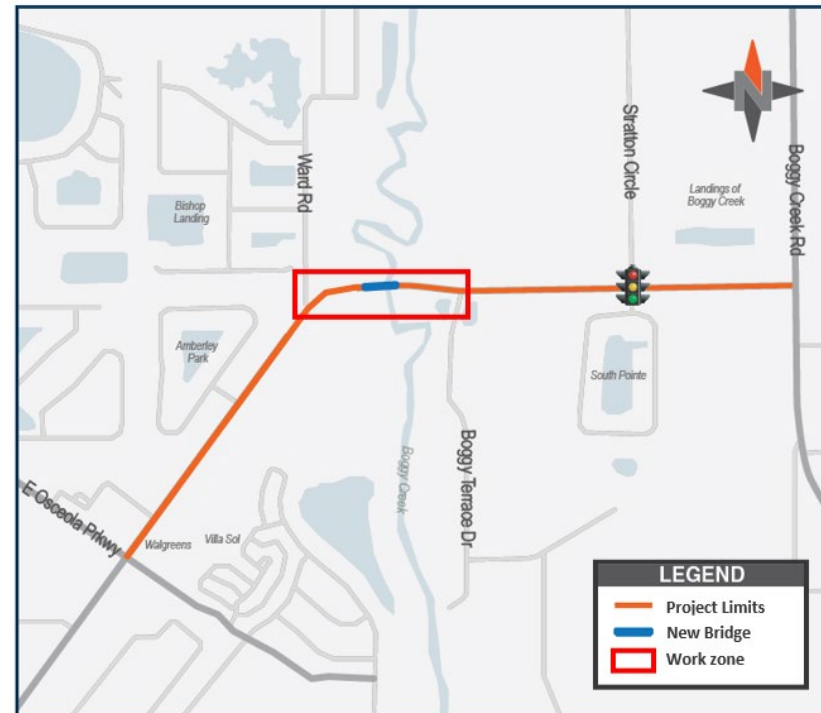 N
Ward Rd
Stratton Circle
Boggy Creek Rd
Landings of
Boggy Creek
Bishop
Landing
Amberley
Park
South Pointe
Boggy Creek
Boggy Terrace Dr
E Osceola Prkwy
Walgreens
Villa Sol
LEGEND
Project Limits
New Bridge
Work zone